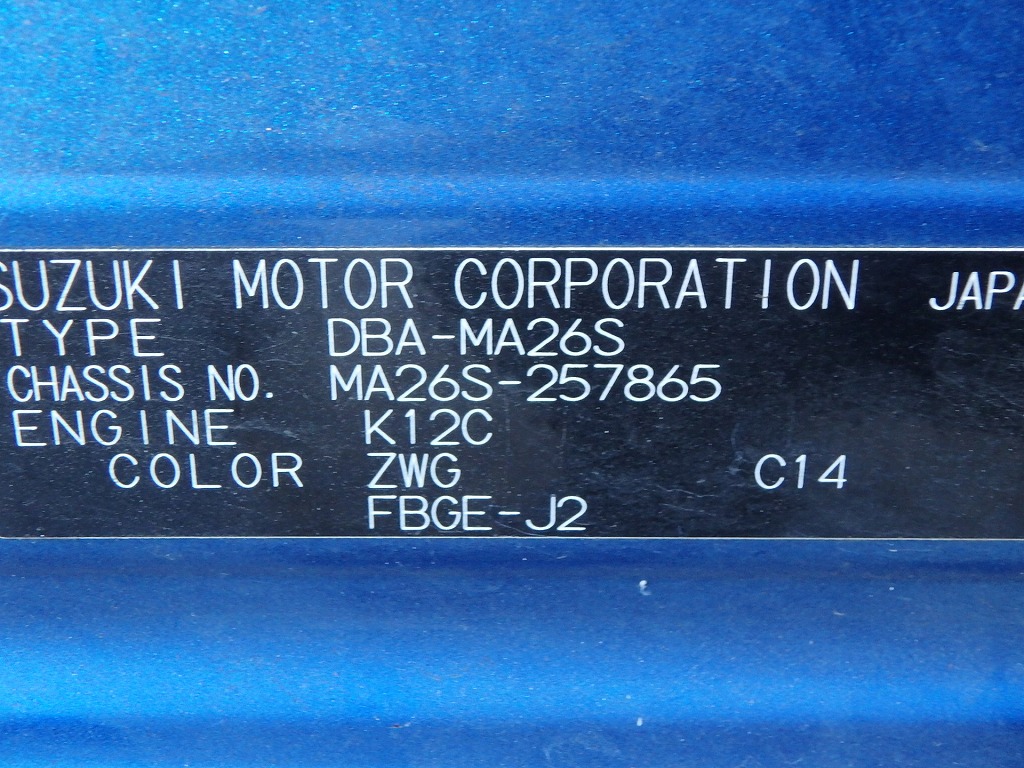 SUZUKI MOTOR CORPORATION JAPA
TYPE DBA-MA26S
CHASSIS NO. MA26S-257865
ENGINE K12C
COLOR ZWG C14
FBGE-J2